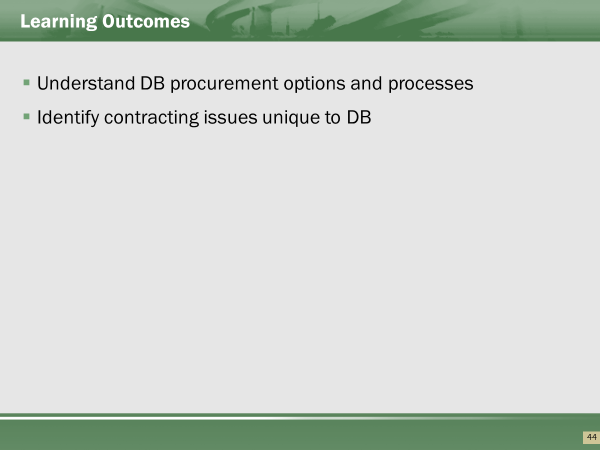 Learning Outcomes
▪ Understand DB procurement options and processes
▪ Identify contracting issues unique to DB
44